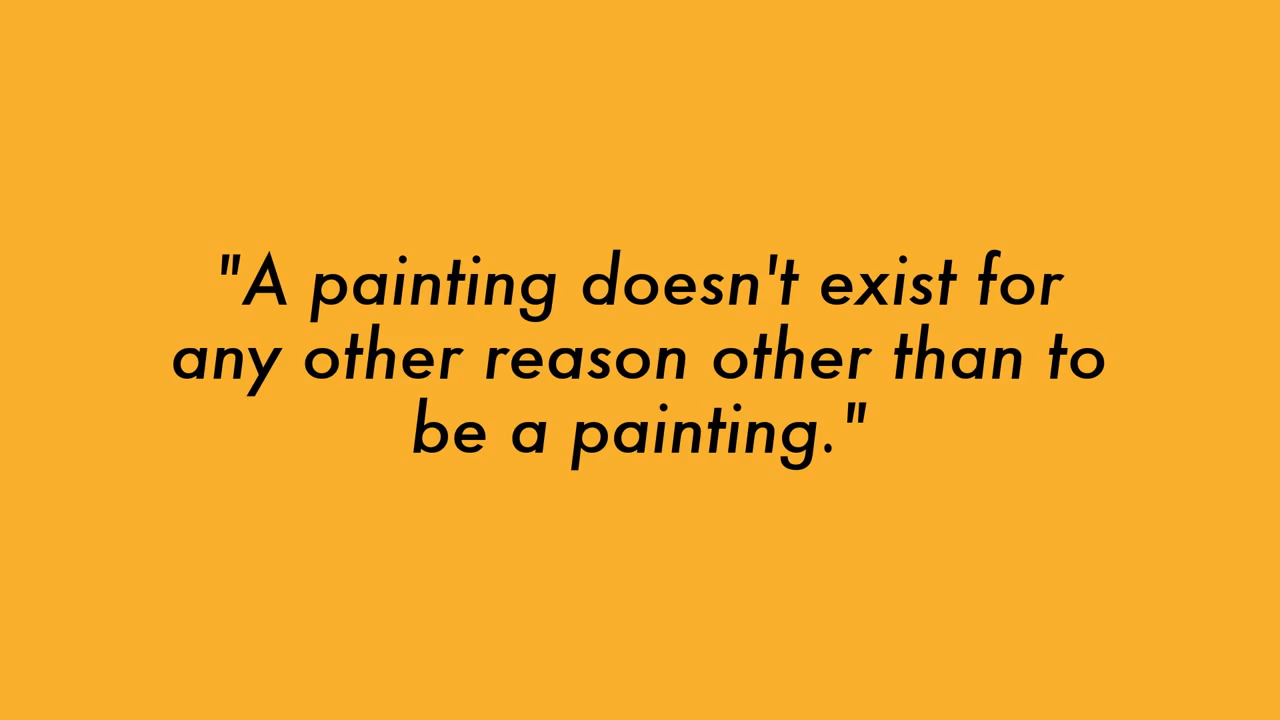 "A painting doesn't exist for
any other reason other than to
be a painting."